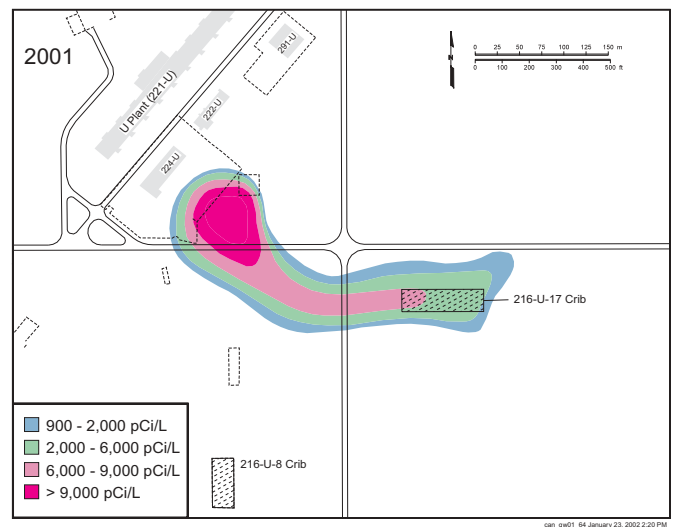 2001
U Plant (221-U)
291-U
222-U
224-U
N
0 25 50 75 100 125 150 m
0 100 200 300 400 500 ft
216-U-17 Crib
900 - 2,000 pCi/L
2,000 - 6,000 pCi/L
6,000 - 9,000 pCi/L
> 9,000 pCi/L
216-U-8 Crib
can_gw01_64 January 23, 2002 2:20 PM